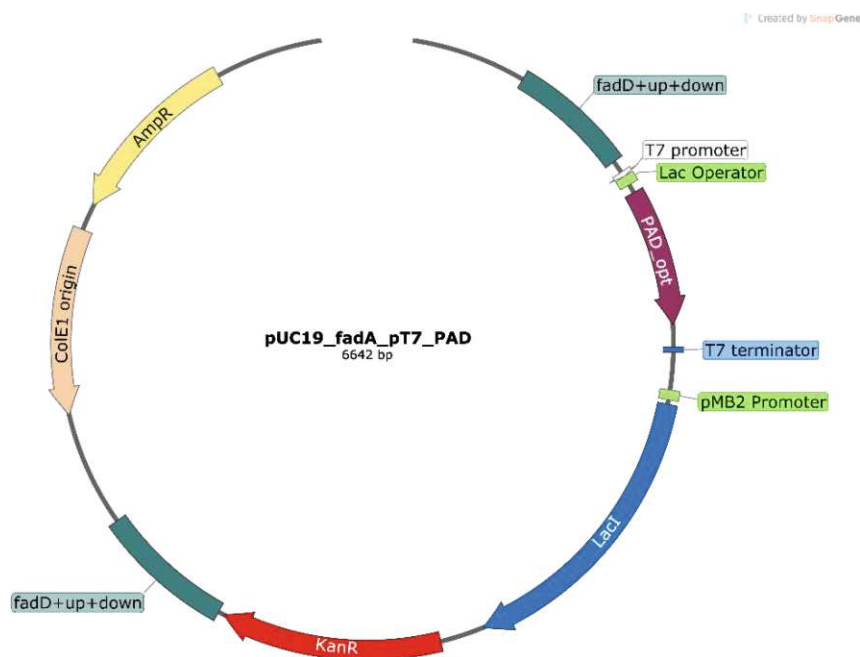 Created by SnapGene
fadD+up+down
T7 promoter
Lac Operator
PAD_opt
T7 terminator
pMB2 Promoter
LacI
KanR
fadD+up+down
ColE1 origin
AmpR
pUC19_fadA_pT7_PAD
6642 bp